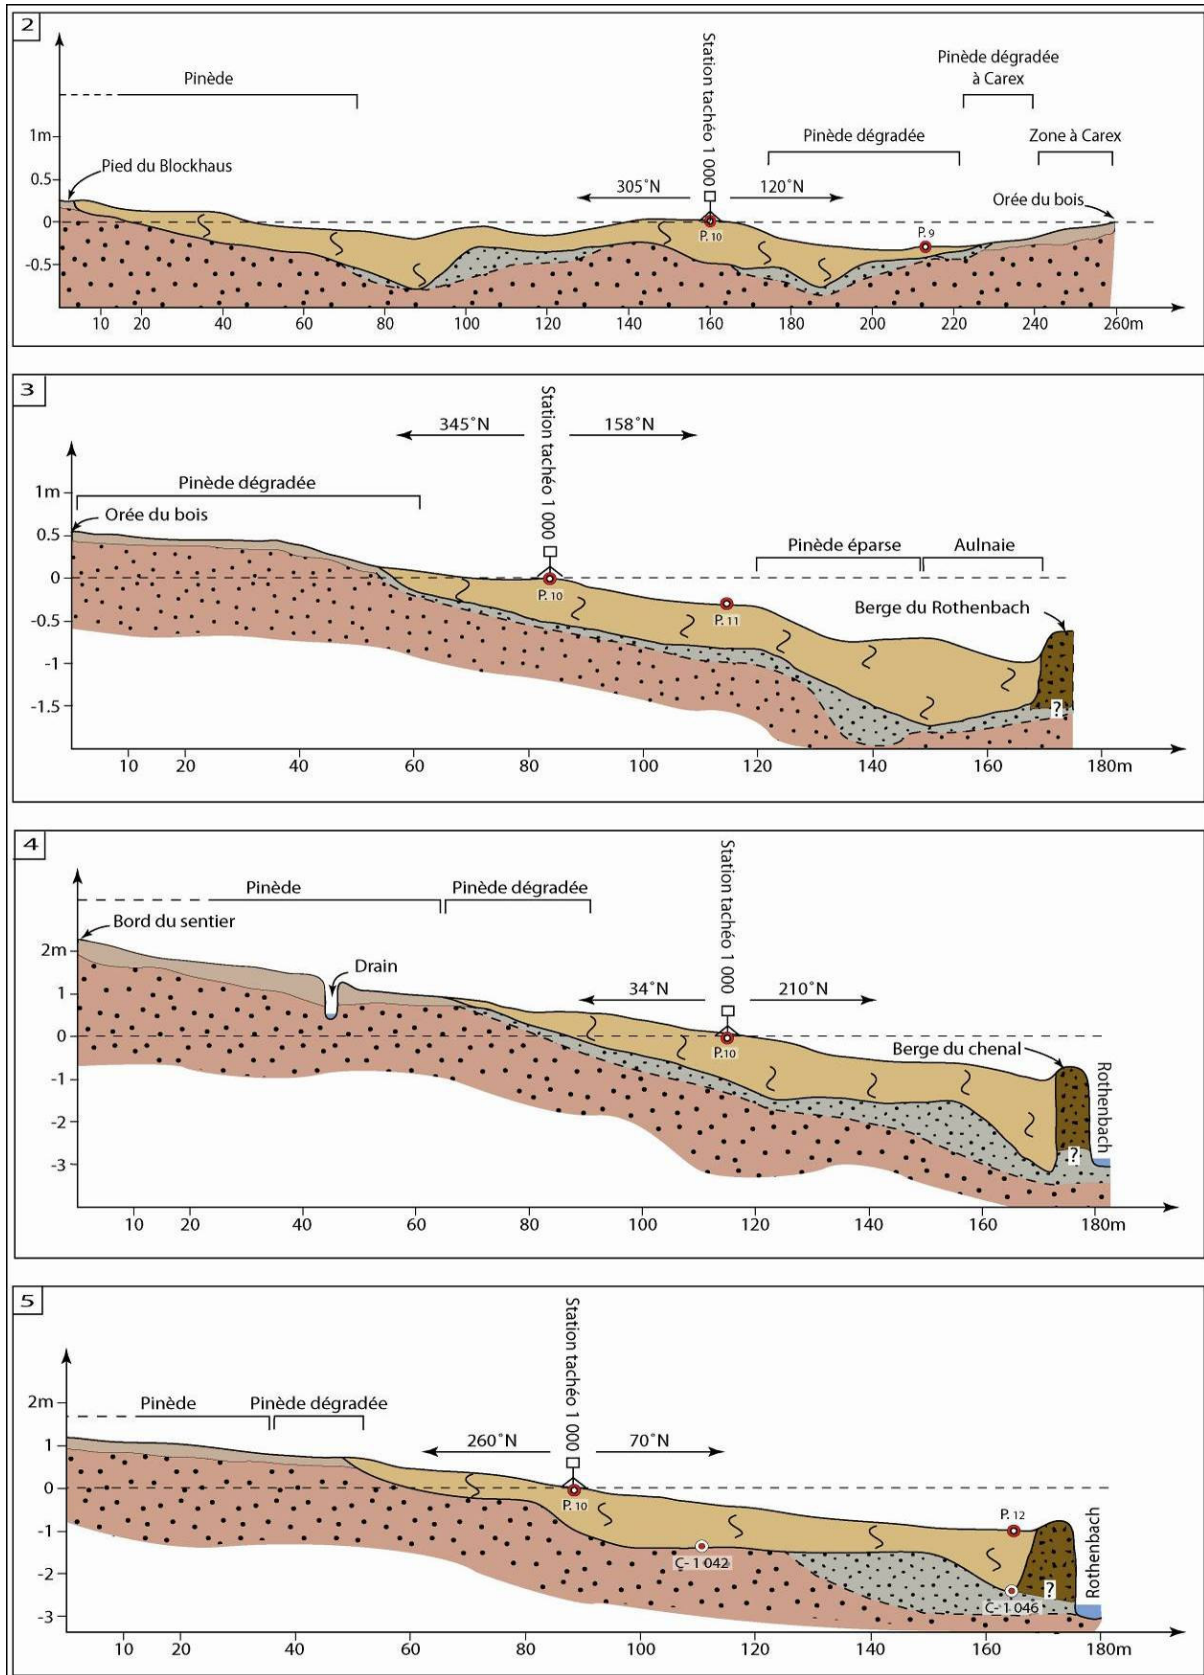 2
Pinède
Station tachéo 1 000
Pinède dégradée
à Carex
Pinède dégradée
Zone à Carex
1m
Pied du Blockhaus
305°N
120°N
Orée du bois
0.5
0
-0.5
P. 10
P. 9
10 20 40 60 80 100 120 140 160 180 200 220 240 260m
3
345°N
Station tachéo 1 000
158°N
Pinède dégradée
1m
Orée du bois
Pinède éparse
Aulnaie
0.5
0
-0.5
-1
-1.5
P. 10
P. 11
Berge du Rothenbach
?
10 20 40 60 80 100 120 140 160 180m
4
Pinède
Pinède dégradée
Station tachéo 1 000
Bord du sentier
2m
Drain
1
34°N
210°N
0
-1
-2
-3
P. 10
Berge du chenal
Rothenbach
?
10 20 40 60 80 100 120 140 160 180m
5
Station tachéo 1 000
2m
Pinède
Pinède dégradée
1
260°N
70°N
0
-1
-2
-3
P. 10
P. 12
C- 1 042
Rothenbach
?
C- 1 046
10 20 40 60 80 100 120 140 160 180m